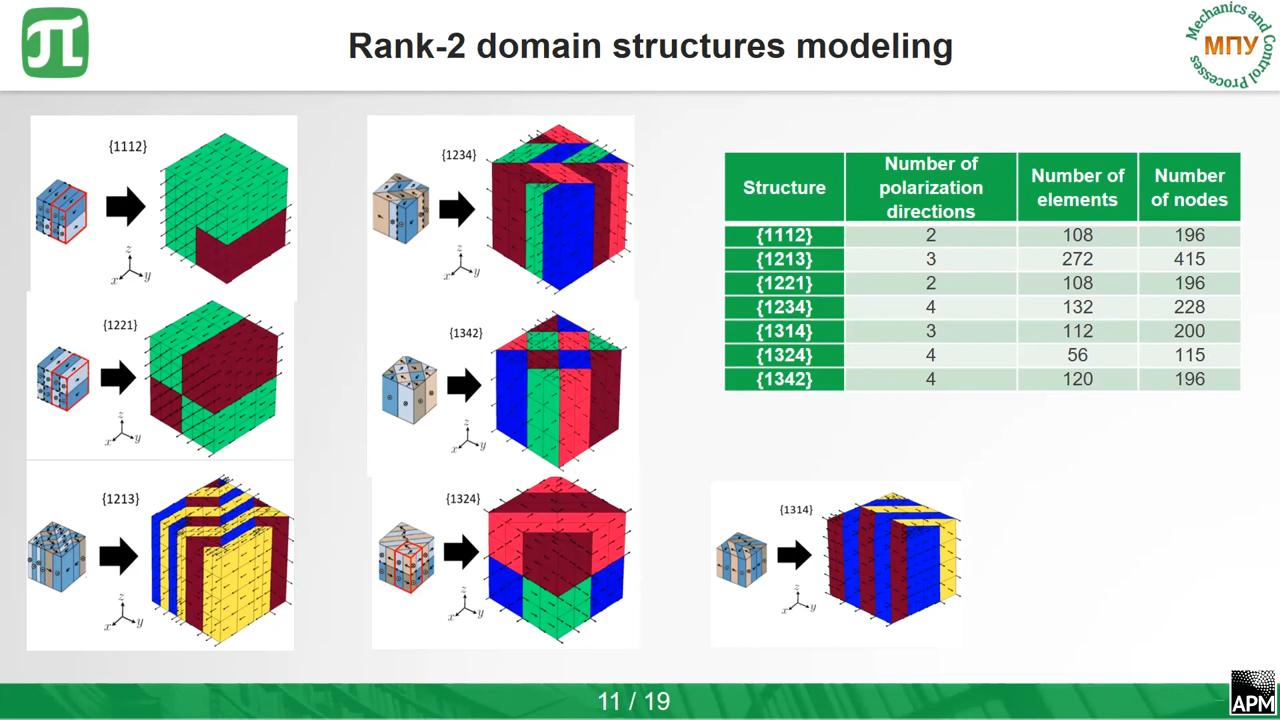 Rank-2 domain structures modeling
Mechanics and Control Processes
МПУ
{1112}
z
x y
{1234}
z
x y
{1221}
z
x y
{1342}
z
x y
{1213}
z
x y
{1324}
z
x y
{1314}
z
x y
Structure Number of polarization directions Number of elements Number of nodes
{1112} 2 108 196
{1213} 3 272 415
{1221} 2 108 196
{1234} 4 132 228
{1314} 3 112 200
{1324} 4 56 115
{1342} 4 120 196
11 / 19
APM